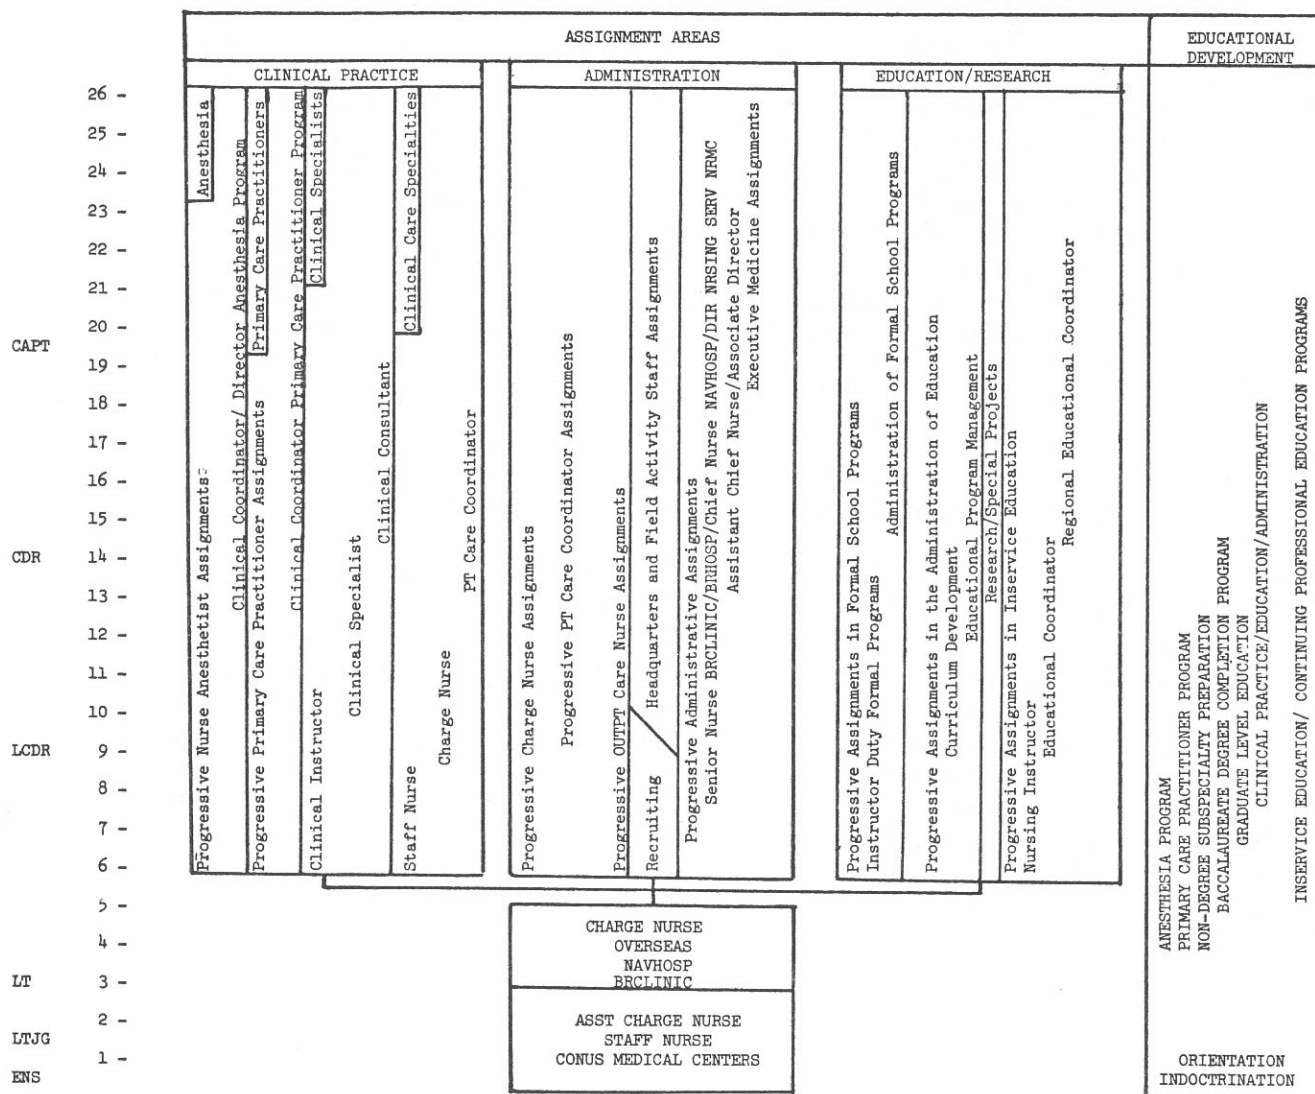 ASSIGNMENT AREAS
EDUCATIONAL
DEVELOPMENT
CLINICAL PRACTICE
ADMINISTRATION
EDUCATION/RESEARCH
26 -
25 -
24 -
23 -
22 -
21 -
20 -
CAPT
19 -
18 -
17 -
16 -
15 -
CDR
14 -
13 -
12 -
11 -
10 -
LCDR
9 -
8 -
7 -
6 -
5 -
4 -
LT
3 -
2 -
LTJG
1 -
ENS
Anesthesia
Progressive Nurse Anesthetist Assignments
Clinical Coordinator/ Director Anesthesia Program
Primary Care Practitioners
Progressive Primary Care Practitioner Assignments
Clinical Coordinator Primary Care Practitioner Program
Clinical Specialists
Clinical Instructor
Clinical Specialist
Clinical Consultant
Clinical Care Specialties
Staff Nurse
Charge Nurse
PT Care Coordinator
Progressive Charge Nurse Assignments
Progressive PT Care Coordinator Assignments
Progressive OUTPT Care Nurse Assignments
Recruiting
Headquarters and Field Activity Staff Assignments
Progressive Administrative Assignments
Senior Nurse BRCLINIC/BRHOSP/Chief Nurse NAVHOSP/DIR NRSING SERV NRMC
Assistant Chief Nurse/Associate Director
Executive Medicine Assignments
Progressive Assignments in Formal School Programs
Instructor Duty Formal Programs
Administration of Formal School Programs
Progressive Assignments in the Administration of Education
Curriculum Development
Educational Program Management
Research/Special Projects
Progressive Assignments in Inservice Education
Nursing Instructor
Educational Coordinator
Regional Educational Coordinator
CHARGE NURSE
OVERSEAS
NAVHOSP
BRCLINIC
ASST CHARGE NURSE
STAFF NURSE
CONUS MEDICAL CENTERS
ANESTHESIA PROGRAM
PRIMARY CARE PRACTITIONER PROGRAM
NON-DEGREE SUBSPECIALTY PREPARATION
BACCALAUREATE DEGREE COMPLETION PROGRAM
GRADUATE LEVEL EDUCATION
CLINICAL PRACTICE/EDUCATION/ADMINISTRATION
INSERVICE EDUCATION/ CONTINUING PROFESSIONAL EDUCATION PROGRAMS
ORIENTATION
INDOCTRINATION